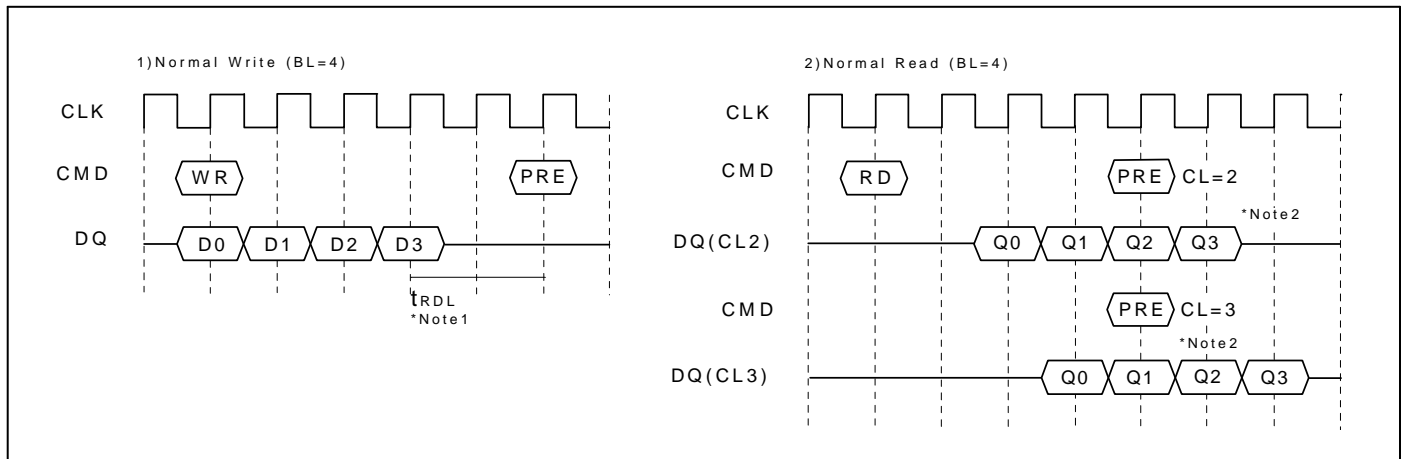 1)Normal Write (BL=4)
CLK
CMD WR PRE
DQ D0 D1 D2 D3
tRDL
*Note1
2)Normal Read (BL=4)
CLK
CMD RD PRE CL=2
*Note2
DQ(CL2) Q0 Q1 Q2 Q3
CMD PRE CL=3
*Note2
DQ(CL3) Q0 Q1 Q2 Q3